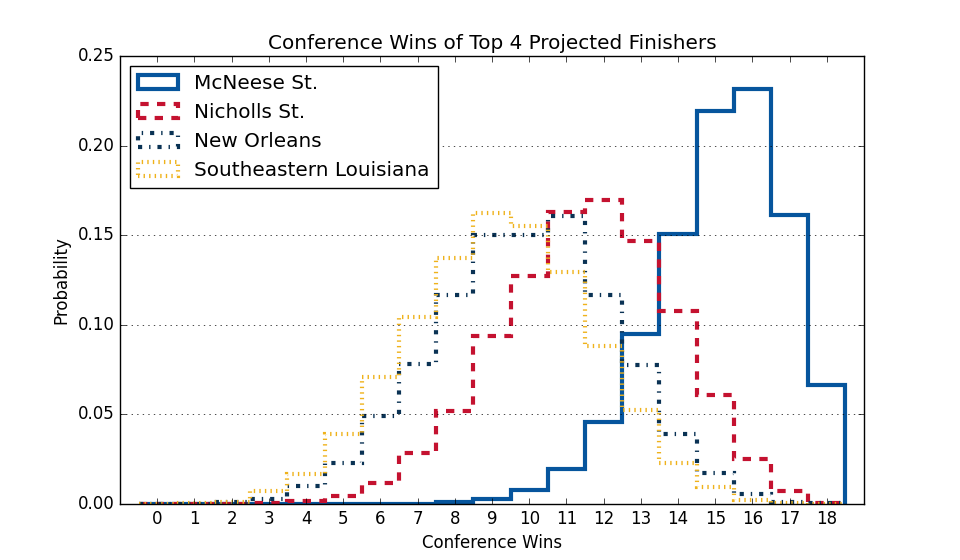 Conference Wins of Top 4 Projected Finishers
0.25
0.20
0.15
0.10
0.05
0.00
Probability
McNeese St.
Nicholls St.
New Orleans
Southeastern Louisiana
0 1 2 3 4 5 6 7 8 9 10 11 12 13 14 15 16 17 18
Conference Wins